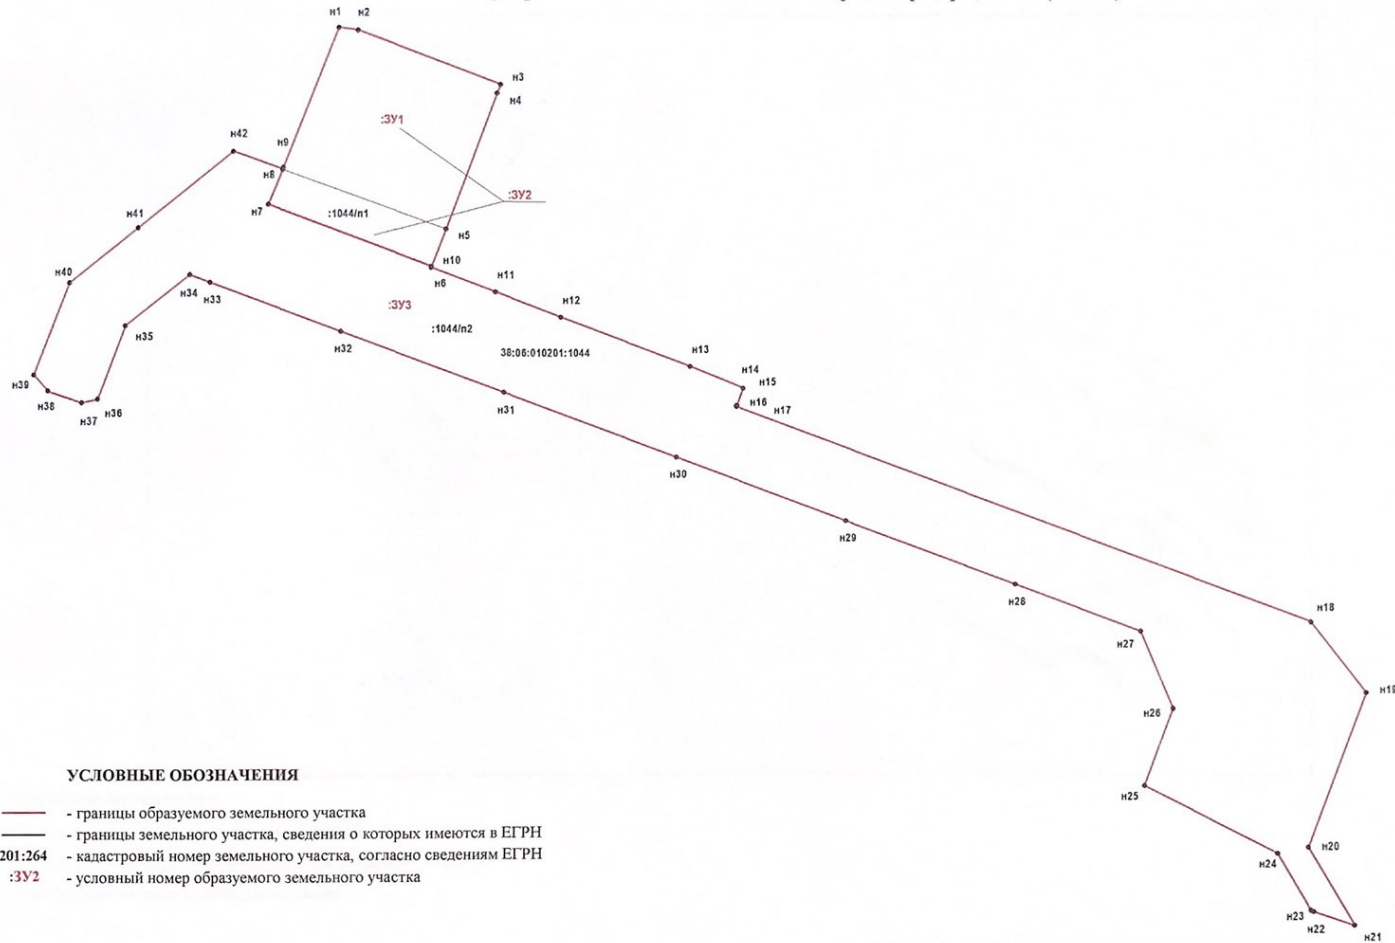 н1 н2
н3
н4
:ЗУ1
н42
н9
н8
:ЗУ2
н7
:1044/п1
н41
н5
н10
н6
н11
н40
н34
н33
:ЗУ3
н12
:1044/п2
н35
н32
38:06:010201:1044
н13
н14
н15
н39
н16
н17
н38
н37
н36
н31
н30
н29
н28
н18
н27
н19
н26
н25
УСЛОВНЫЕ ОБОЗНАЧЕНИЯ
- границы образуемого земельного участка
- границы земельного участка, сведения о которых имеются в ЕГРН
201:264 - кадастровый номер земельного участка, согласно сведениям ЕГРН
:ЗУ2 - условный номер образуемого земельного участка
н20
н24
н23
н22
н21